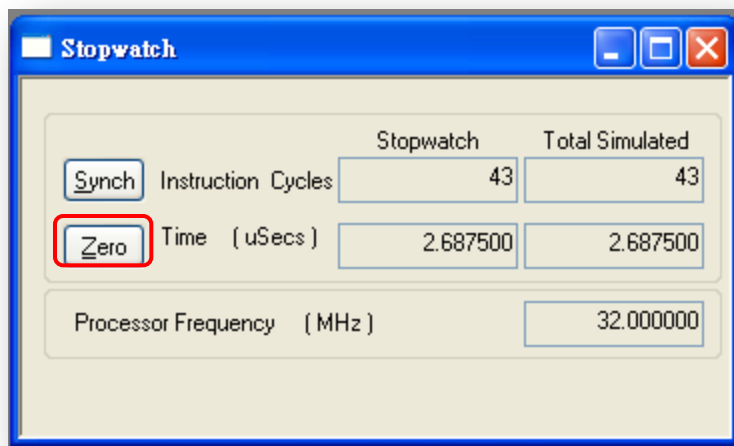 Stopwatch
Stopwatch Total Simulated
Synch Instruction Cycles 43 43
Zero Time ( uSecs ) 2.687500 2.687500
Processor Frequency ( MHz ) 32.000000